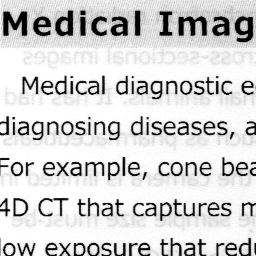 Medical Imag
Medical diagnostic e
diagnosing diseases, a
For example, cone bea
4D CT that captures m
low exposure that redu